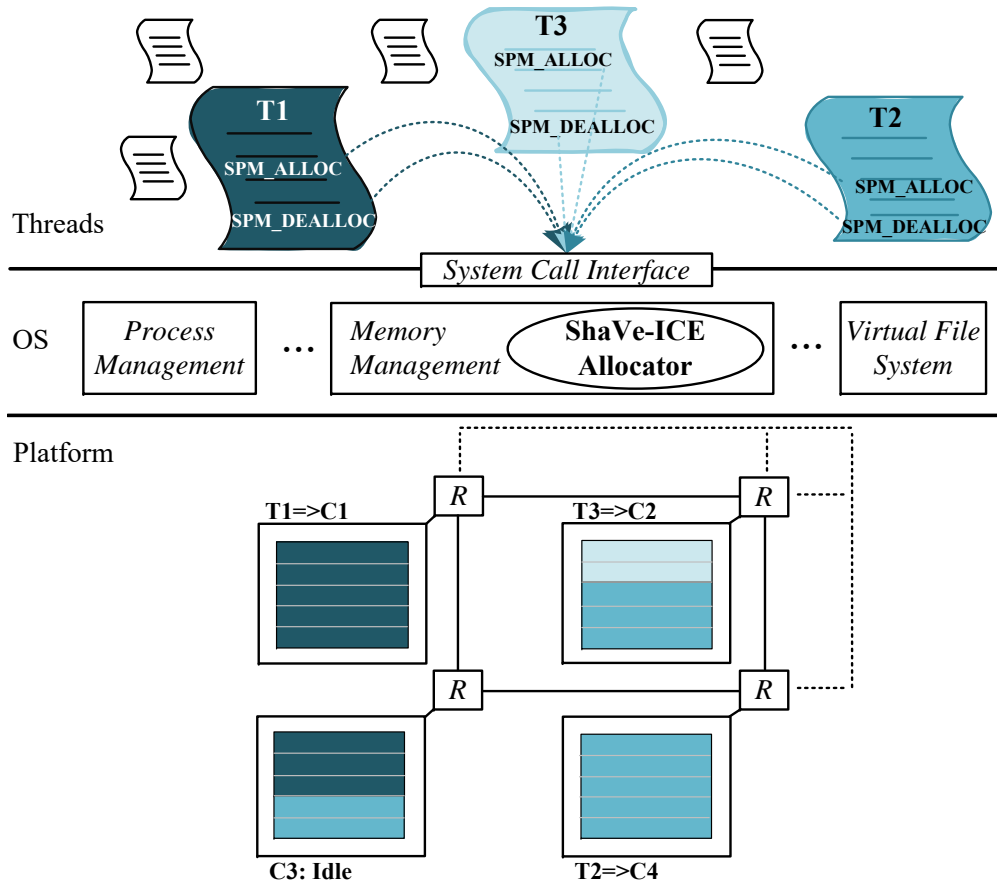 T3
SPM_ALLOC
SPM_DEALLOC
T1
SPM_ALLOC
SPM_DEALLOC
T2
SPM_ALLOC
SPM_DEALLOC
Threads
System Call Interface
OS
Process
Management
...
Memory
Management
ShaVe-ICE
Allocator
...
Virtual File
System
Platform
R
R
T1=>C1
T3=>C2
R
R
C3: Idle
T2=>C4